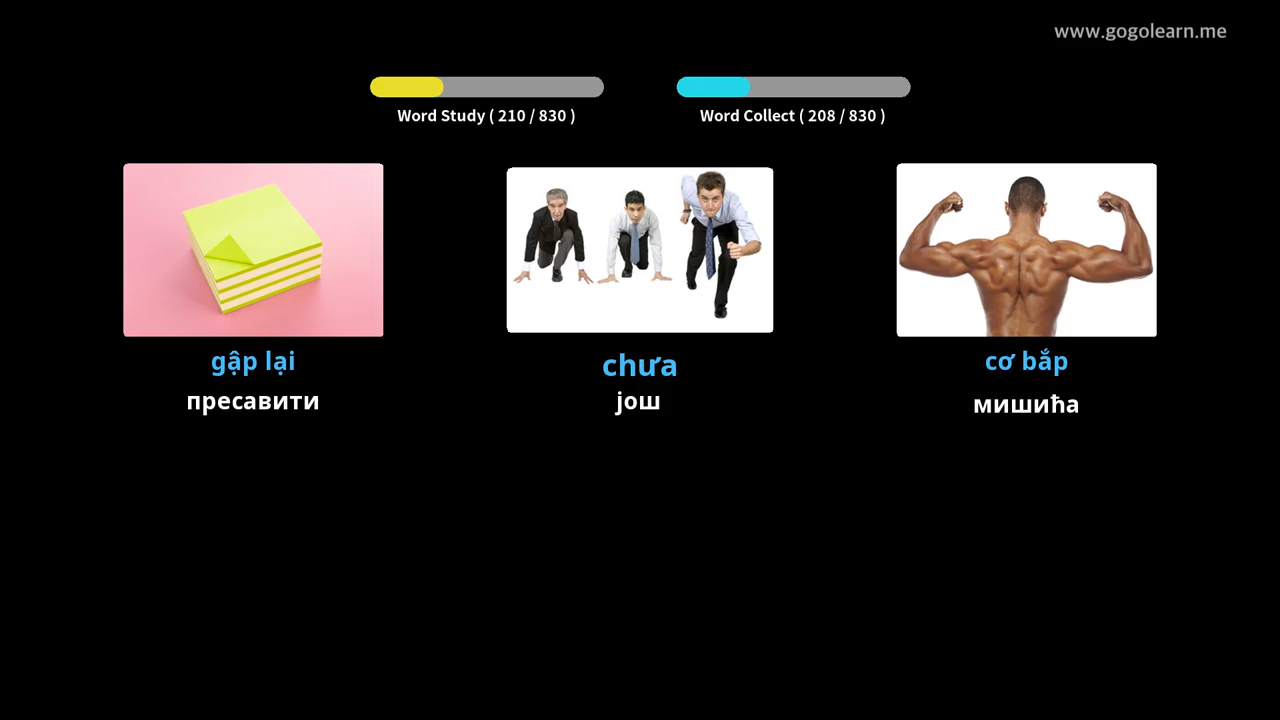 www.gogolearn.me
Word Study ( 210 / 830 )
Word Collect ( 208 / 830 )
gập lại
пресавити
chưa
још
cơ bắp
мишића